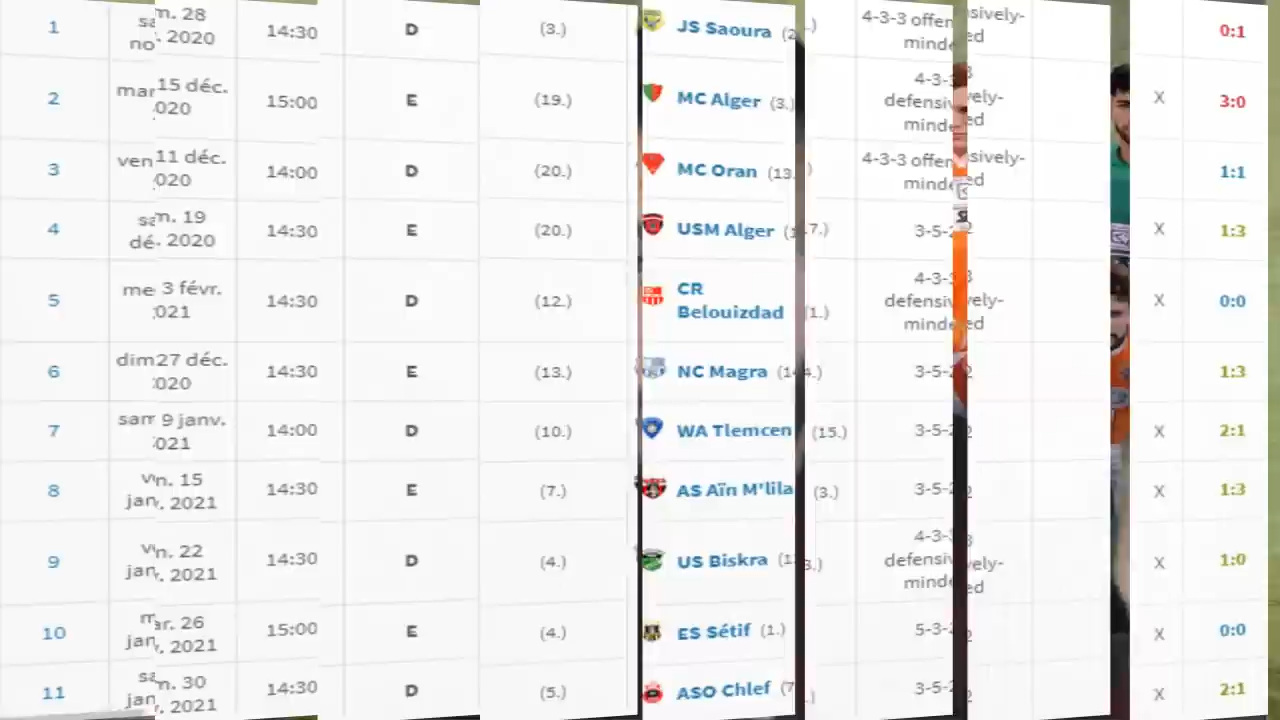 1 sam. 28 nov. 2020 14:30 D (3.) JS Saoura 4-3-3 offensively-minded 0:1
2 mar. 15 déc. 2020 15:00 E (19.) MC Alger (3.) 4-3-3 defensively-minded X 3:0
3 ven. 11 déc. 2020 14:00 D (20.) MC Oran (13.) 4-3-3 offensively-minded 1:1
4 sam. 19 déc. 2020 14:30 E (20.) USM Alger (17.) 3-5-2 X 1:3
5 mer. 3 févr. 2021 14:30 D (12.) CR Belouizdad (1.) 4-3-3 defensively-minded X 0:0
6 dim. 27 déc. 2020 14:30 E (13.) NC Magra (14.) 3-5-2 1:3
7 sam. 9 janv. 2021 14:00 D (10.) WA Tlemcen (15.) 3-5-2 X 2:1
8 ven. 15 janv. 2021 14:30 E (7.) AS Aïn M'lila (3.) 3-5-2 X 1:3
9 ven. 22 janv. 2021 14:30 D (4.) US Biskra 4-3-3 defensively-minded X 1:0
10 mar. 26 janv. 2021 15:00 E (4.) ES Sétif (1.) 5-3-2 X 0:0
11 sam. 30 janv. 2021 14:30 D (5.) ASO Chlef 3-5-2 X 2:1